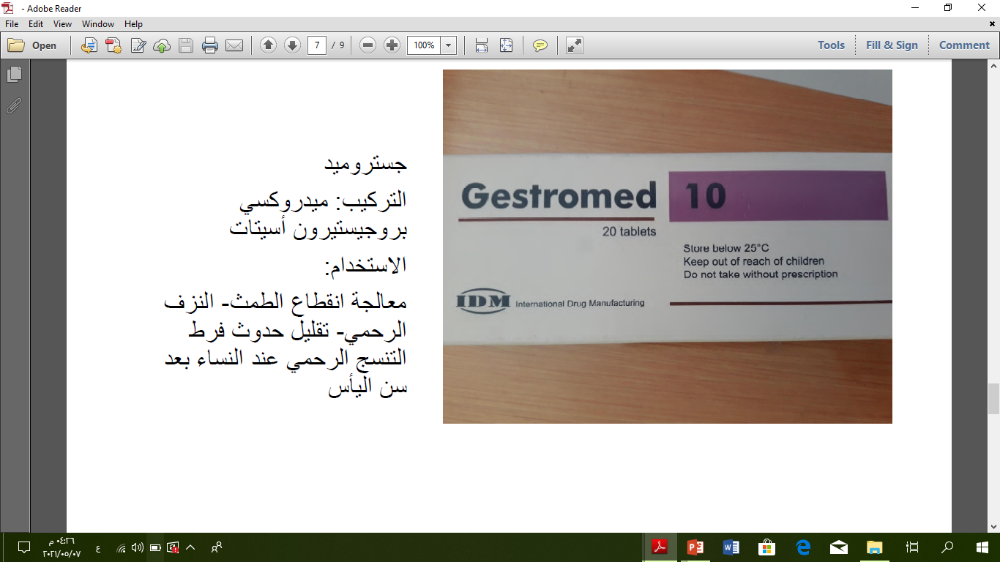 - Adobe Reader
File Edit View Window Help
Open 7 / 9 100% Tools Fill & Sign Comment
جستروميد
التركيب: ميدروكسي
بروجيستيرون أسيتات
الاستخدام:
معالجة انقطاع الطمث- النزف
الرحمي- تقليل حدوث فرط
التنسج الرحمي عند النساء بعد
سن اليأس
Gestromed 10
20 tablets
Store below 25°C
Keep out of reach of children
Do not take without prescription
IDM International Drug Manufacturing
٠٤:٢٦ م
٢٠٢١/٠٥/٠٧
ع